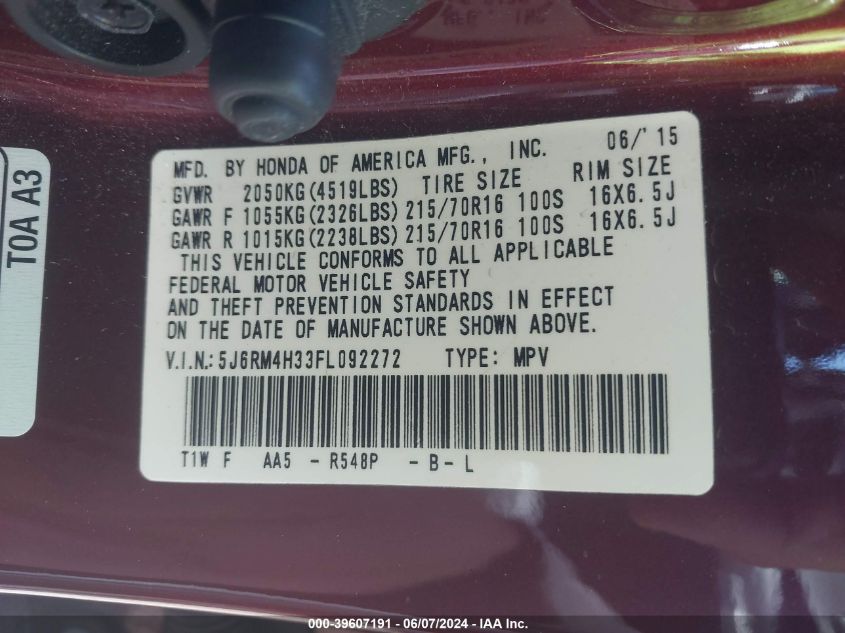 MFD. BY HONDA OF AMERICA MFG., INC. 06/'15
GVWR 2050KG(4519LBS) TIRE SIZE RIM SIZE
GAWR F 1055KG(2326LBS) 215/70R16 100S 16X6.5J
GAWR R 1015KG(2238LBS) 215/70R16 100S 16X6.5J
THIS VEHICLE CONFORMS TO ALL APPLICABLE
FEDERAL MOTOR VEHICLE SAFETY
AND THEFT PREVENTION STANDARDS IN EFFECT
ON THE DATE OF MANUFACTURE SHOWN ABOVE.
V.I.N.: 5J6RM4H33FL092272 TYPE: MPV
T1W F AA5 - R548P - B - L
T0A A3
000-39607191 - 06/07/2024 - IAA Inc.